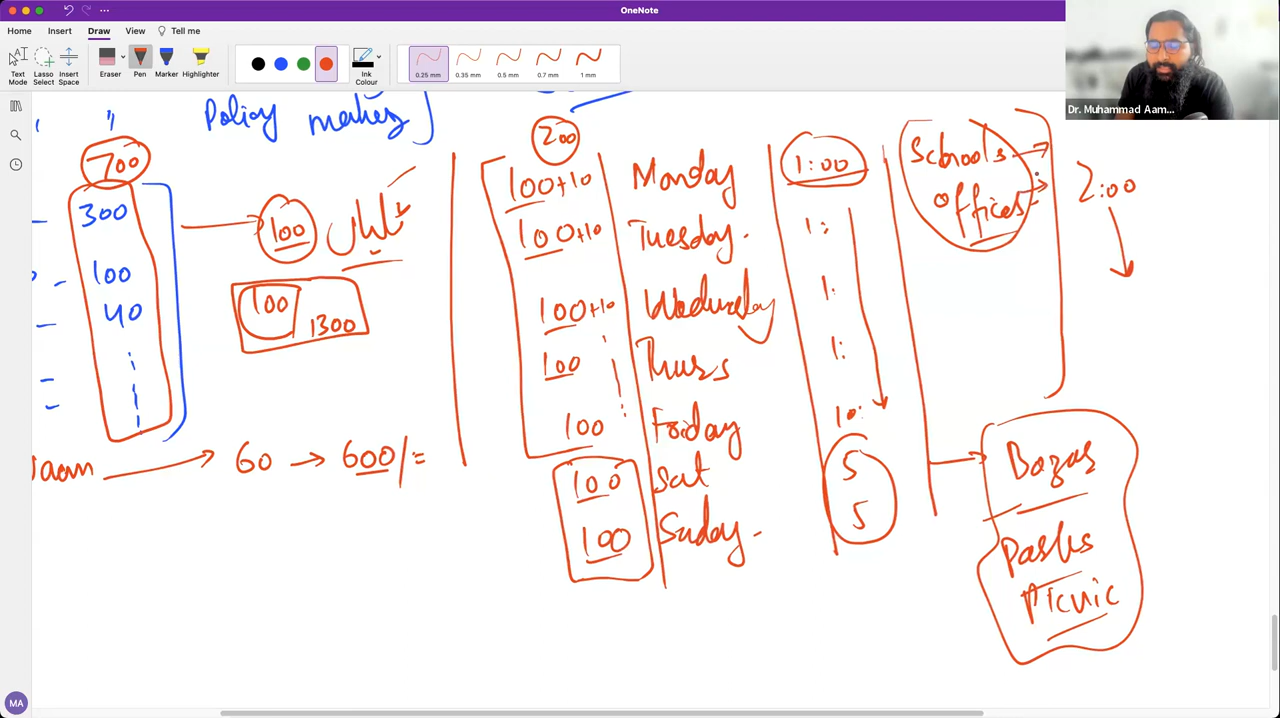 OneNote
Home Insert Draw View Tell me
Text Mode
Lasso Select
Insert Space
Eraser
Pen
Marker
Highlighter
Ink Colour
0.25 mm
0.35 mm
0.5 mm
0.7 mm
1 mm
Dr. Muhammad Aam...
Policy makers
700
300
100
40
100
100 1300
60 → 600/=
200
100+10 Monday 1:00
100+10 Tuesday. 1:
100+10 Wednesday 1:
100 Thurs 1:
100 Friday 10:
100 Sat 5
100 Sunday. 5
Schools
offices
2:00
Bazar
Parks
Picnic
MA